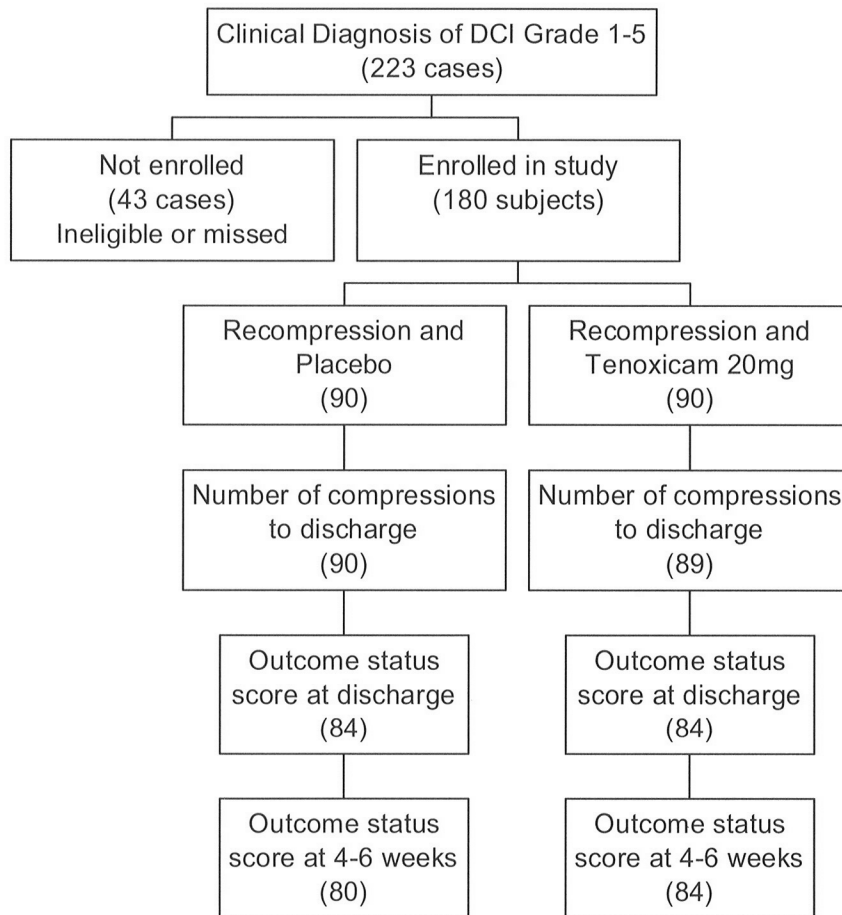 Clinical Diagnosis of DCI Grade 1-5
(223 cases)
Not enrolled
(43 cases)
Ineligible or missed
Enrolled in study
(180 subjects)
Recompression and
Placebo
(90)
Recompression and
Tenoxicam 20mg
(90)
Number of compressions
to discharge
(90)
Number of compressions
to discharge
(89)
Outcome status
score at discharge
(84)
Outcome status
score at discharge
(84)
Outcome status
score at 4-6 weeks
(80)
Outcome status
score at 4-6 weeks
(84)